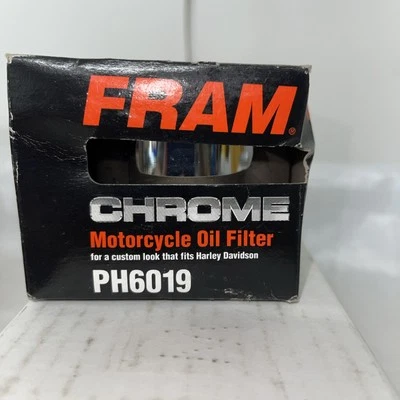 FRAM®
CHROME
Motorcycle Oil Filter
for a custom look that fits Harley Davidson
PH6019